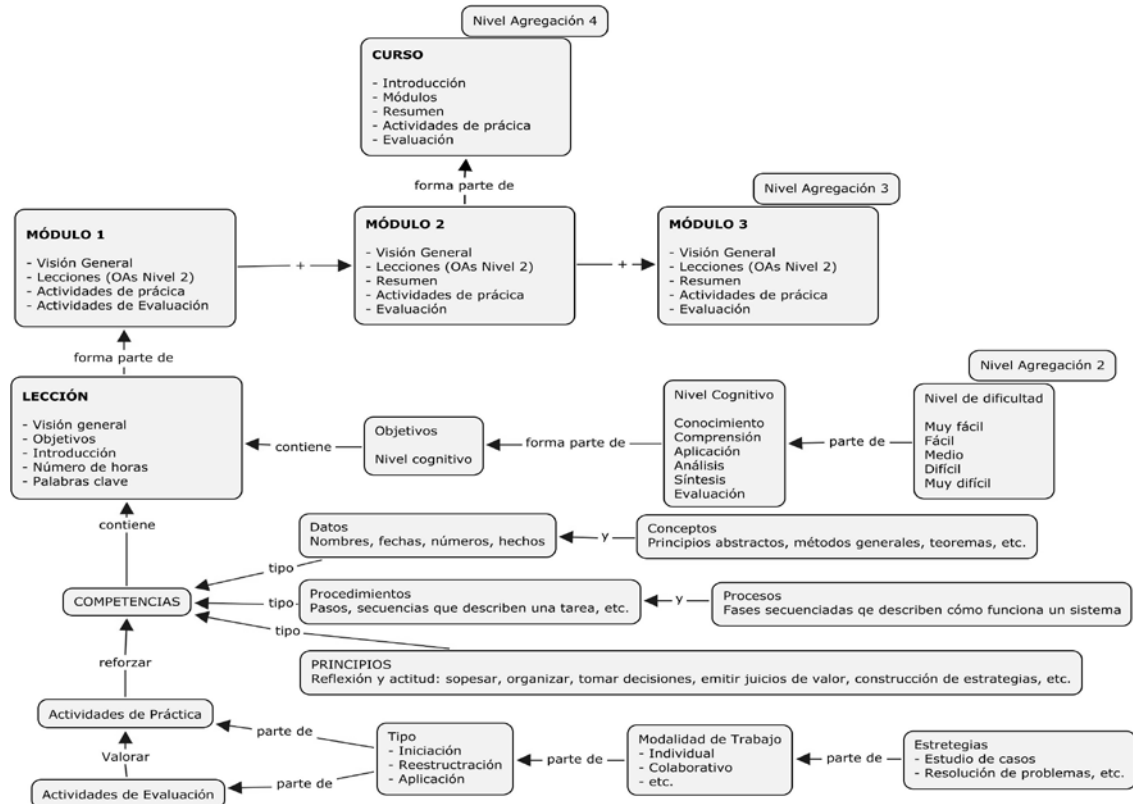 Nivel Agregación 4
CURSO
- Introducción
- Módulos
- Resumen
- Actividades de prácica
- Evaluación
forma parte de
Nivel Agregación 3
MÓDULO 1
- Visión General
- Lecciones (OAs Nivel 2)
- Actividades de prácica
- Actividades de Evaluación
+
MÓDULO 2
- Visión General
- Lecciones (OAs Nivel 2)
- Resumen
- Actividades de prácica
- Evaluación
+
MÓDULO 3
- Visión General
- Lecciones (OAs Nivel 2)
- Resumen
- Actividades de prácica
- Evaluación
forma parte de
Nivel Agregación 2
LECCIÓN
- Visión general
- Objetivos
- Introducción
- Número de horas
- Palabras clave
contiene
Objetivos
Nivel cognitivo
forma parte de
Nivel Cognitivo
Conocimiento
Comprensión
Aplicación
Análisis
Síntesis
Evaluación
parte de
Nivel de dificultad
Muy fácil
Fácil
Medio
Difícil
Muy difícil
contiene
Datos
Nombres, fechas, números, hechos
y
Conceptos
Principios abstractos, métodos generales, teoremas, etc.
tipo
COMPETENCIAS
tipo
Procedimientos
Pasos, secuencias que describen una tarea, etc.
y
Procesos
Fases secuenciadas qe describen cómo funciona un sistema
tipo
PRINCIPIOS
Reflexión y actitud: sopesar, organizar, tomar decisiones, emitir juicios de valor, construcción de estrategias, etc.
reforzar
Actividades de Práctica
parte de
Tipo
- Iniciación
- Reestructración
- Aplicación
parte de
Modalidad de Trabajo
- Individual
- Colaborativo
- etc.
parte de
Estretegias
- Estudio de casos
- Resolución de problemas, etc.
Valorar
parte de
Actividades de Evaluación